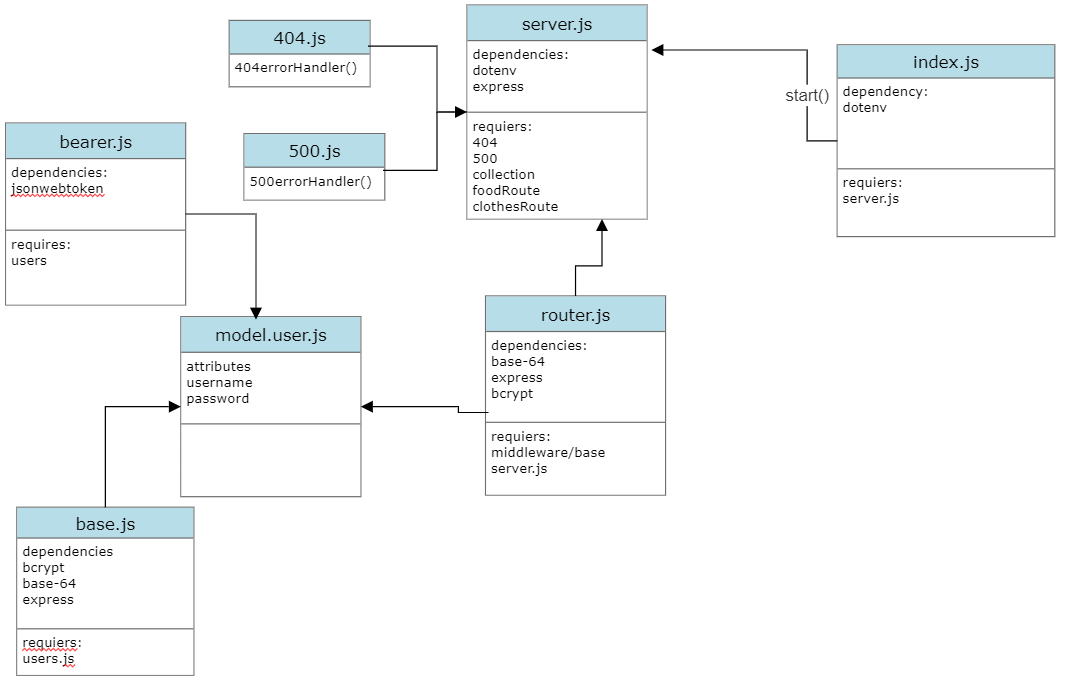 404.js
404errorHandler()
500.js
500errorHandler()
server.js
dependencies:
dotenv
express
requiers:
404
500
collection
foodRoute
clothesRoute
start()
index.js
dependency:
dotenv
requiers:
server.js
bearer.js
dependencies:
jsonwebtoken
requires:
users
model.user.js
attributes
username
password
router.js
dependencies:
base-64
express
bcrypt
requiers:
middleware/base
server.js
base.js
dependencies
bcrypt
base-64
express
requiers:
users.js